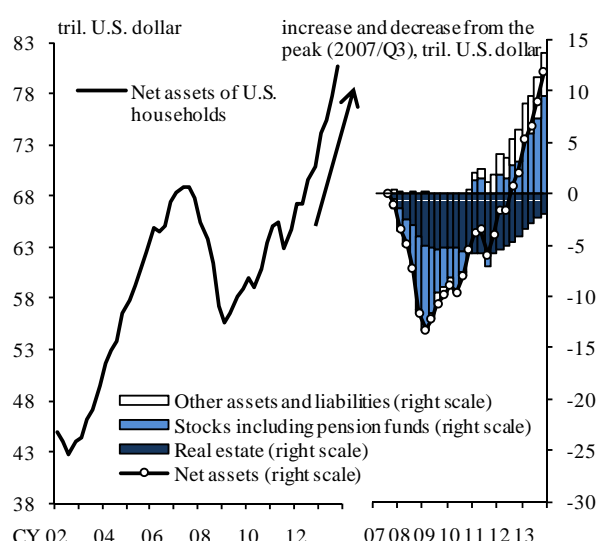 tril. U.S. dollar
increase and decrease from the
peak (2007/Q3), tril. U.S. dollar
83
78
73
68
63
58
53
48
43
38
Net assets of U.S.
households
15
10
5
0
-5
-10
-15
-20
-25
-30
Other assets and liabilities (right scale)
Stocks including pension funds (right scale)
Real estate (right scale)
Net assets (right scale)
CY 02 04 06 08 10 12
07 08 09 10 11 12 13